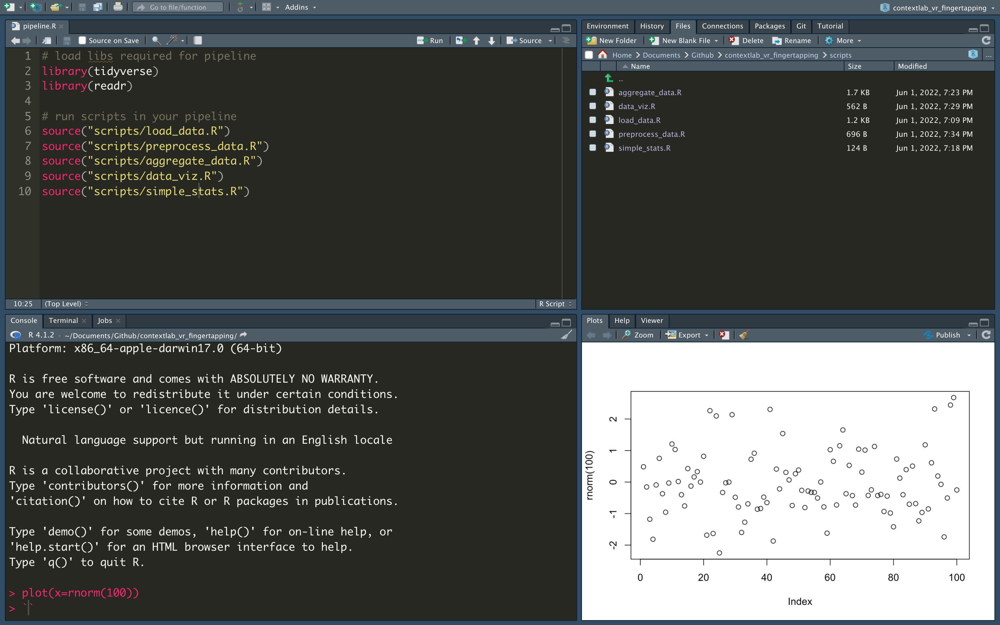 Go to file/function
Addins
contextlab_vr_fingertapping
pipeline.R
Source on Save
Run
Source
1 # load libs required for pipeline
2 library(tidyverse)
3 library(readr)
4
5 # run scripts in your pipeline
6 source("scripts/load_data.R")
7 source("scripts/preprocess_data.R")
8 source("scripts/aggregate_data.R")
9 source("scripts/data_viz.R")
10 source("scripts/simple_stats.R")
10:25 (Top Level) R Script
Environment History Files Connections Packages Git Tutorial
New Folder New Blank File Delete Rename More
Home Documents Github contextlab_vr_fingertapping scripts ...
Name Size Modified
..
aggregate_data.R 1.7 KB Jun 1, 2022, 7:23 PM
data_viz.R 562 B Jun 1, 2022, 7:29 PM
load_data.R 1.2 KB Jun 1, 2022, 7:09 PM
preprocess_data.R 696 B Jun 1, 2022, 7:34 PM
simple_stats.R 124 B Jun 1, 2022, 7:18 PM
Console Terminal Jobs
R 4.1.2 · ~/Documents/Github/contextlab_vr_fingertapping/
Platform: x86_64-apple-darwin17.0 (64-bit)
R is free software and comes with ABSOLUTELY NO WARRANTY.
You are welcome to redistribute it under certain conditions.
Type 'license()' or 'licence()' for distribution details.
Natural language support but running in an English locale
R is a collaborative project with many contributors.
Type 'contributors()' for more information and
'citation()' on how to cite R or R packages in publications.
Type 'demo()' for some demos, 'help()' for on-line help, or
'help.start()' for an HTML browser interface to help.
Type 'q()' to quit R.
> plot(x=rnorm(100))
> ``
Plots Help Viewer
Zoom Export Publish
rnorm(100)
2
1
0
-1
-2
0 20 40 60 80 100
Index